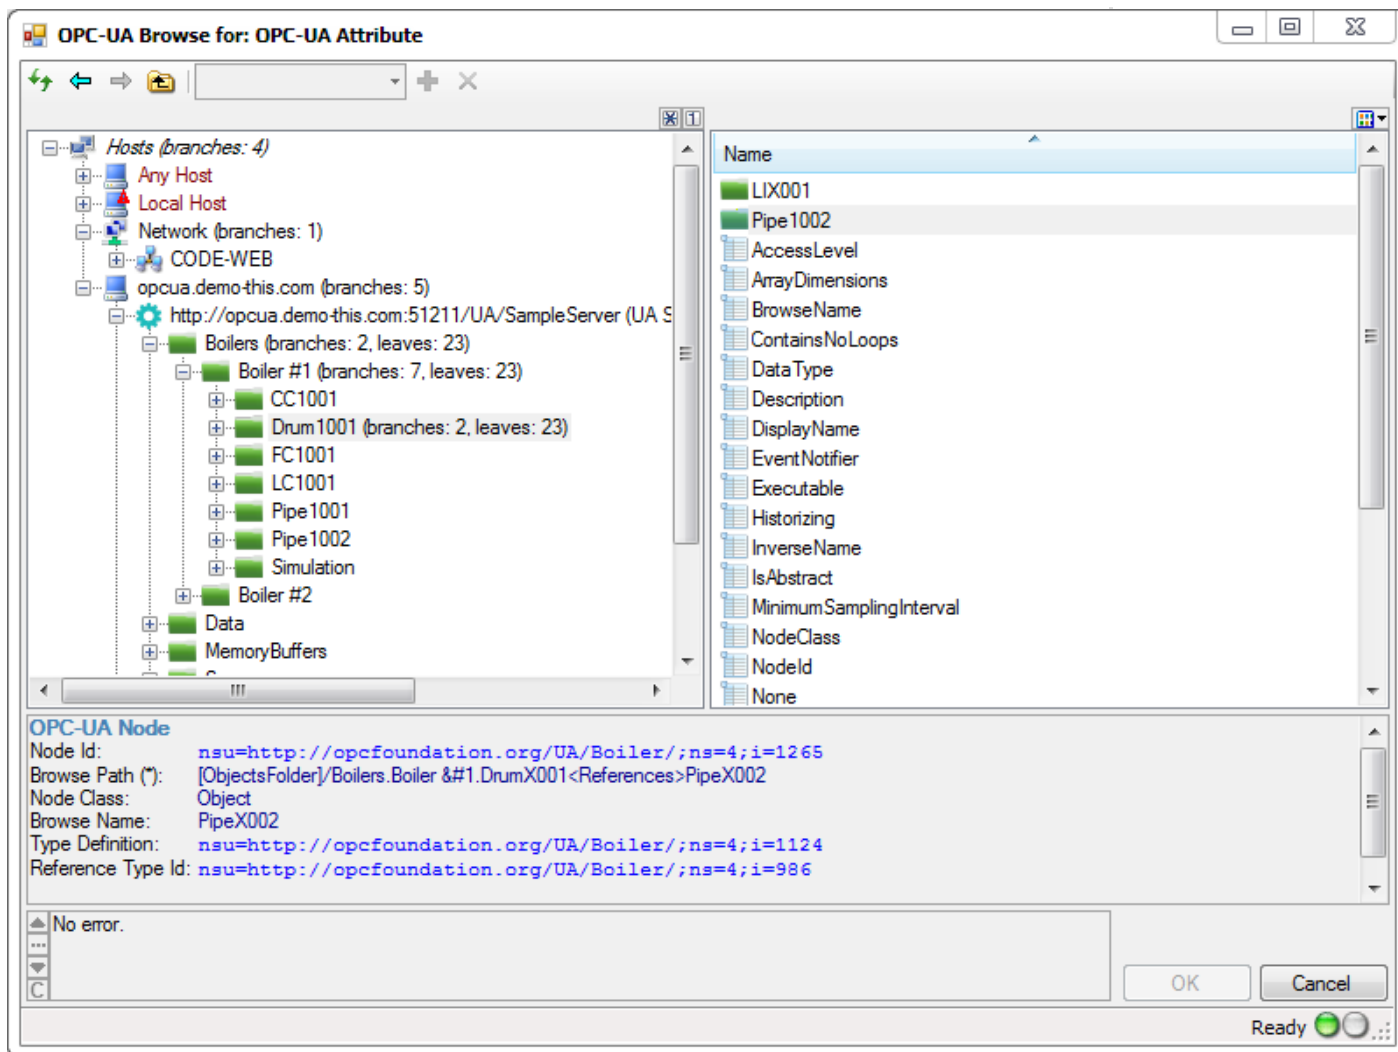 OPC-UA Browse for: OPC-UA Attribute
Hosts (branches: 4)
Any Host
Local Host
Network (branches: 1)
CODE-WEB
opcua.demo-this.com (branches: 5)
http://opcua.demo-this.com:51211/UA/SampleServer (UA S
Boilers (branches: 2, leaves: 23)
Boiler #1 (branches: 7, leaves: 23)
CC1001
Drum1001 (branches: 2, leaves: 23)
FC1001
LC1001
Pipe1001
Pipe1002
Simulation
Boiler #2
Data
MemoryBuffers
Name
LIX001
Pipe1002
AccessLevel
ArrayDimensions
BrowseName
ContainsNoLoops
DataType
Description
DisplayName
EventNotifier
Executable
Historizing
InverseName
IsAbstract
MinimumSamplingInterval
NodeClass
NodeId
None
OPC-UA Node
Node Id: nsu=http://opcfoundation.org/UA/Boiler/;ns=4;i=1265
Browse Path (*): [ObjectsFolder]/Boilers.Boiler &#1.DrumX001<References>PipeX002
Node Class: Object
Browse Name: PipeX002
Type Definition: nsu=http://opcfoundation.org/UA/Boiler/;ns=4;i=1124
Reference Type Id: nsu=http://opcfoundation.org/UA/Boiler/;ns=4;i=986
No error.
C
OK Cancel
Ready